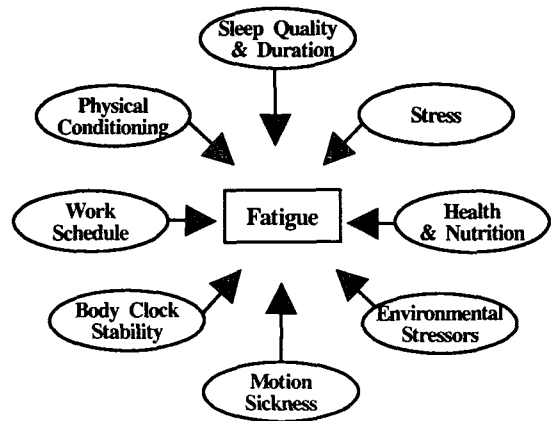 Sleep Quality
& Duration
Physical
Conditioning
Stress
Work
Schedule
Fatigue
Health
& Nutrition
Body Clock
Stability
Environmental
Stressors
Motion
Sickness